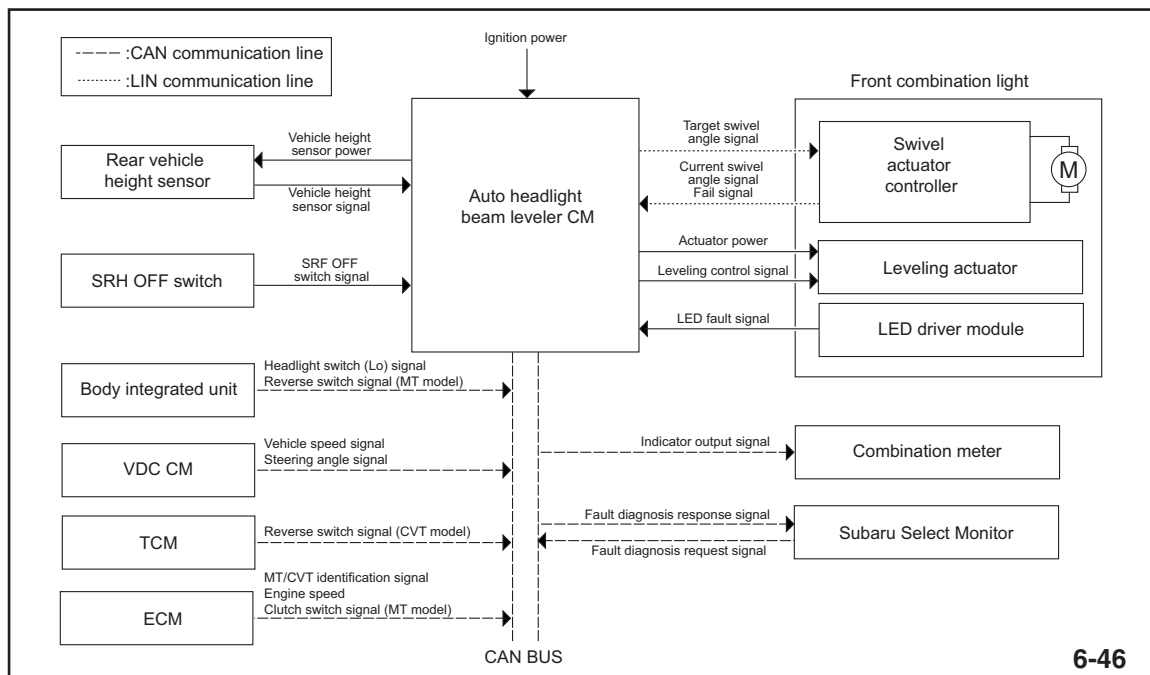 Ignition power
:CAN communication line
:LIN communication line
Front combination light
Rear vehicle
height sensor
Vehicle height
sensor power
Vehicle height
sensor signal
Auto headlight
beam leveler CM
Target swivel
angle signal
Current swivel
angle signal
Fail signal
Swivel
actuator
controller
M
SRH OFF switch
SRF OFF
switch signal
Actuator power
Leveling control signal
Leveling actuator
LED fault signal
LED driver module
Body integrated unit
Headlight switch (Lo) signal
Reverse switch signal (MT model)
VDC CM
Vehicle speed signal
Steering angle signal
Indicator output signal
Combination meter
TCM
Reverse switch signal (CVT model)
Fault diagnosis response signal
Fault diagnosis request signal
Subaru Select Monitor
ECM
MT/CVT identification signal
Engine speed
Clutch switch signal (MT model)
CAN BUS
6-46